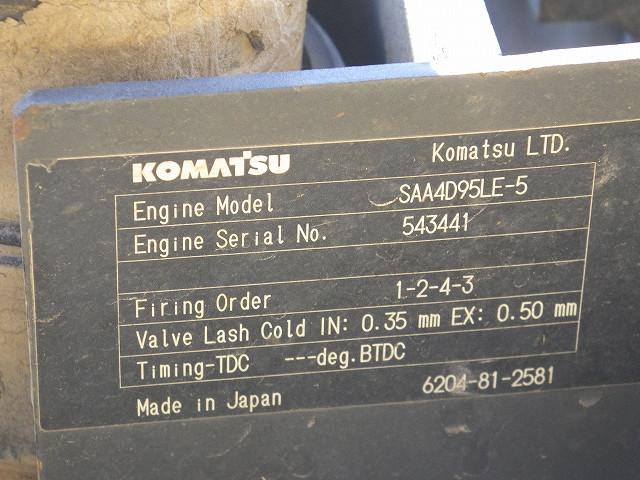 KOMATSU Komatsu LTD.
Engine Model SAA4D95LE-5
Engine Serial No. 543441
Firing Order 1-2-4-3
Valve Lash Cold IN: 0.35 mm EX: 0.50 mm
Timing-TDC ---deg.BTDC
Made in Japan 6204-81-2581